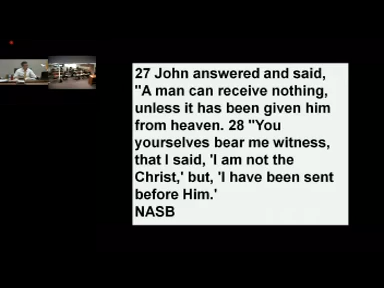 27 John answered and said,
"A man can receive nothing,
unless it has been given him
from heaven. 28 "You
yourselves bear me witness,
that I said, 'I am not the
Christ,' but, 'I have been sent
before Him.'
NASB